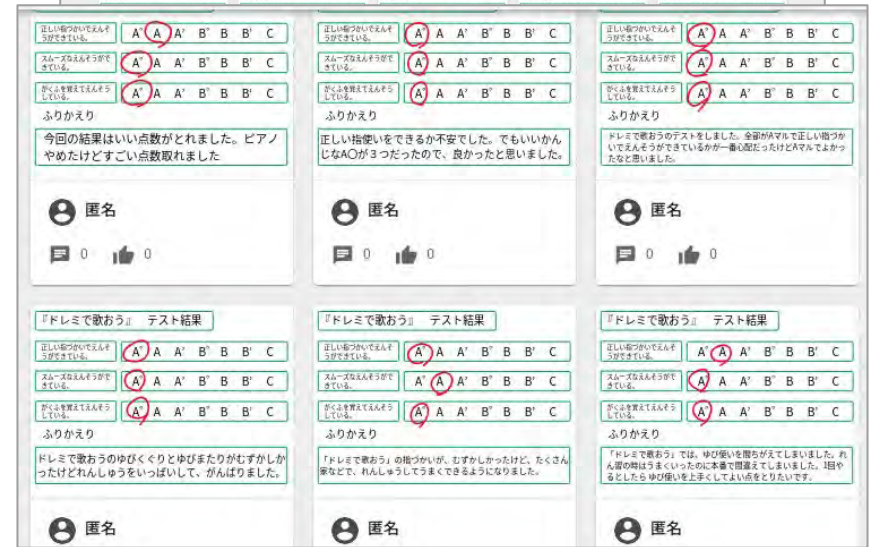 正しい指づかいでえんそ
うができている。
A° A A' B° B B' C
スムーズなえんそうがで
きている。
A° A A' B° B B' C
がくふを覚えてえんそう
している。
A° A A' B° B B' C
ふりかえり
今回の結果はいい点数がとれました。ピアノ
やめたけどすごい点数取れました
匿名
0 0
正しい指づかいでえんそ
うができている。
A° A A' B° B B' C
スムーズなえんそうがで
きている。
A° A A' B° B B' C
がくふを覚えてえんそう
している。
A° A A' B° B B' C
ふりかえり
正しい指使いをできるか不安でした。でもいいかん
じなA〇が3つだったので、良かったと思いました。
匿名
0 0
正しい指づかいでえんそ
うができている。
A° A A' B° B B' C
スムーズなえんそうがで
きている。
A° A A' B° B B' C
がくふを覚えてえんそう
している。
A° A A' B° B B' C
ふりかえり
ドレミで歌おうのテストをしました。全部がAマルで正しい指づか
いでえんそうができているかが一番心配だったけどAマルでよかっ
たなと思いました。
匿名
0 0
『ドレミで歌おう』 テスト結果
正しい指づかいでえんそ
うができている。
A° A A' B° B B' C
スムーズなえんそうがで
きている。
A° A A' B° B B' C
がくふを覚えてえんそう
している。
A° A A' B° B B' C
ふりかえり
ドレミで歌おうのゆびくぐりとゆびまたりがむずかしか
ったけどれんしゅうをいっぱいして、がんばりました。
匿名
『ドレミで歌おう』 テスト結果
正しい指づかいでえんそ
うができている。
A° A A' B° B B' C
スムーズなえんそうがで
きている。
A° A A' B° B B' C
がくふを覚えてえんそう
している。
A° A A' B° B B' C
ふりかえり
「ドレミで歌おう」の指づかいが、むずかしかったけど、たくさん
家などで、れんしゅうしてうまくできるようになりました。
匿名
『ドレミで歌おう』 テスト結果
正しい指づかいでえんそ
うができている。
A° A A' B° B B' C
スムーズなえんそうがで
きている。
A° A A' B° B B' C
がくふを覚えてえんそう
している。
A° A A' B° B B' C
ふりかえり
「ドレミで歌おう」では、ゆび使いを間ちがえてしまいました。れ
ん習の時はうまくいったのに本番で間違えてしまいました。1回や
るとしたら ゆび使いを上手くしてよい点をとりたいです。
匿名